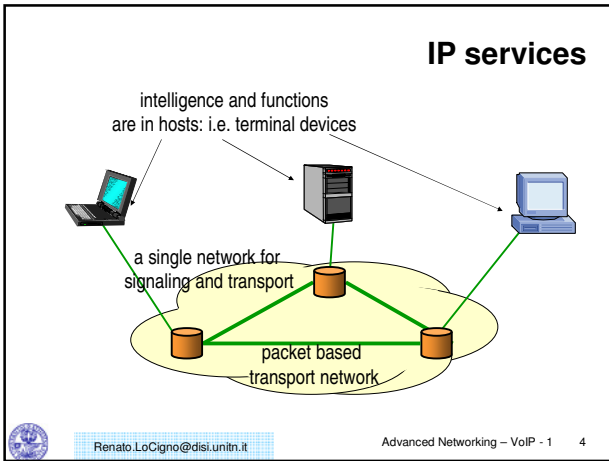 IP services
intelligence and functions
are in hosts: i.e. terminal devices
a single network for
signaling and transport
packet based
transport network
Renato.LoCigno@disi.unitn.it
Advanced Networking – VoIP - 1 4